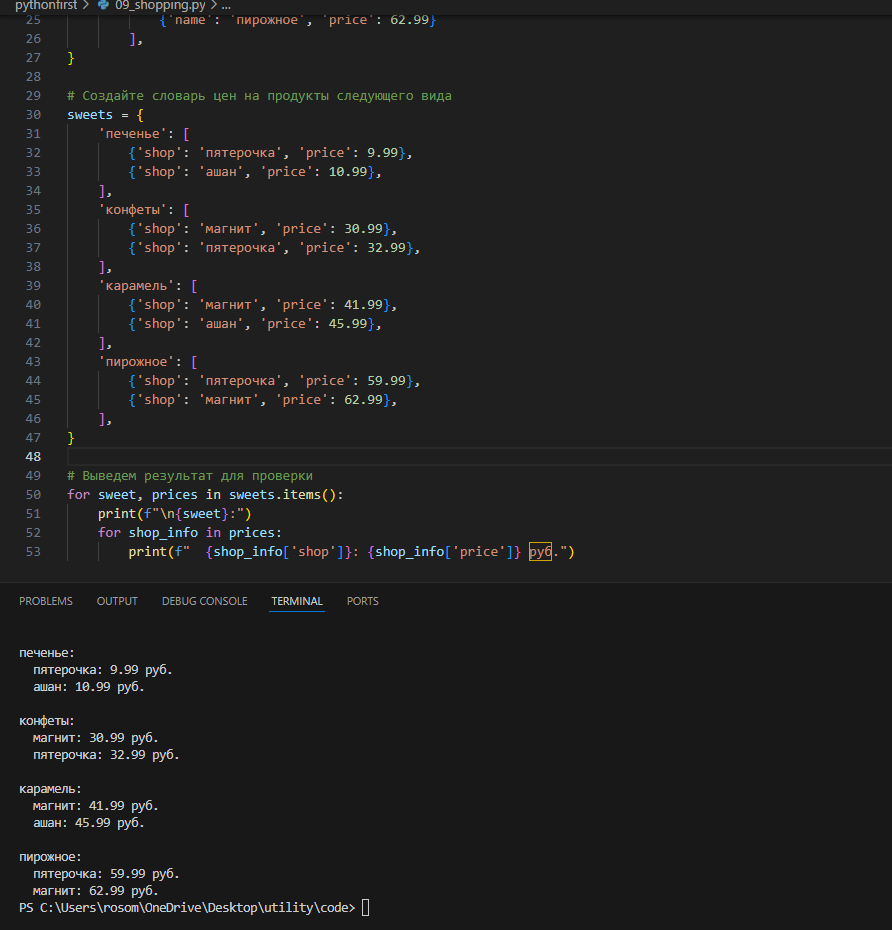 pythonfirst > 09_shopping.py > ...
25 {'name': 'пирожное', 'price': 62.99}
26 ],
27 }
28
29 # Создайте словарь цен на продукты следующего вида
30 sweets = {
31 'печенье': [
32 {'shop': 'пятерочка', 'price': 9.99},
33 {'shop': 'ашан', 'price': 10.99},
34 ],
35 'конфеты': [
36 {'shop': 'магнит', 'price': 30.99},
37 {'shop': 'пятерочка', 'price': 32.99},
38 ],
39 'карамель': [
40 {'shop': 'магнит', 'price': 41.99},
41 {'shop': 'ашан', 'price': 45.99},
42 ],
43 'пирожное': [
44 {'shop': 'пятерочка', 'price': 59.99},
45 {'shop': 'магнит', 'price': 62.99},
46 ],
47 }
48
49 # Выведем результат для проверки
50 for sweet, prices in sweets.items():
51 print(f"\n{sweet}:")
52 for shop_info in prices:
53 print(f"  {shop_info['shop']}: {shop_info['price']} руб.")
PROBLEMS OUTPUT DEBUG CONSOLE TERMINAL PORTS
печенье:
пятерочка: 9.99 руб.
ашан: 10.99 руб.
конфеты:
магнит: 30.99 руб.
пятерочка: 32.99 руб.
карамель:
магнит: 41.99 руб.
ашан: 45.99 руб.
пирожное:
пятерочка: 59.99 руб.
магнит: 62.99 руб.
PS C:\Users\rosom\OneDrive\Desktop\utility\code>